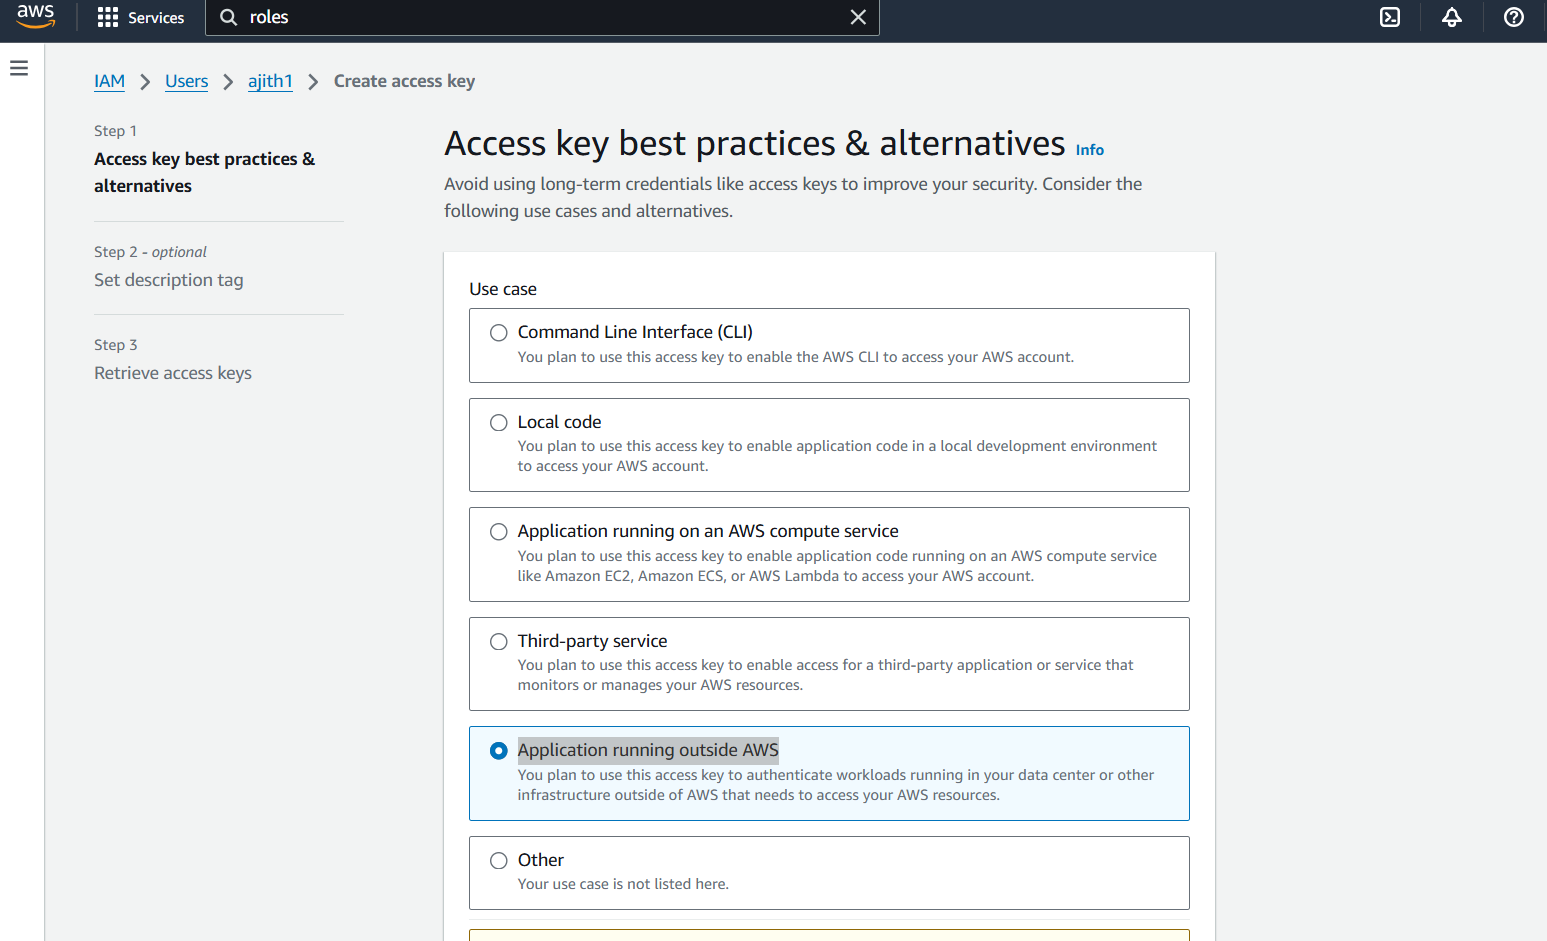 aws
Services
roles
IAM > Users > ajith1 > Create access key
Step 1
Access key best practices &
alternatives
Step 2 - optional
Set description tag
Step 3
Retrieve access keys
Access key best practices & alternatives Info
Avoid using long-term credentials like access keys to improve your security. Consider the
following use cases and alternatives.
Use case
Command Line Interface (CLI)
You plan to use this access key to enable the AWS CLI to access your AWS account.
Local code
You plan to use this access key to enable application code in a local development environment
to access your AWS account.
Application running on an AWS compute service
You plan to use this access key to enable application code running on an AWS compute service
like Amazon EC2, Amazon ECS, or AWS Lambda to access your AWS account.
Third-party service
You plan to use this access key to enable access for a third-party application or service that
monitors or manages your AWS resources.
Application running outside AWS
You plan to use this access key to authenticate workloads running in your data center or other
infrastructure outside of AWS that needs to access your AWS resources.
Other
Your use case is not listed here.